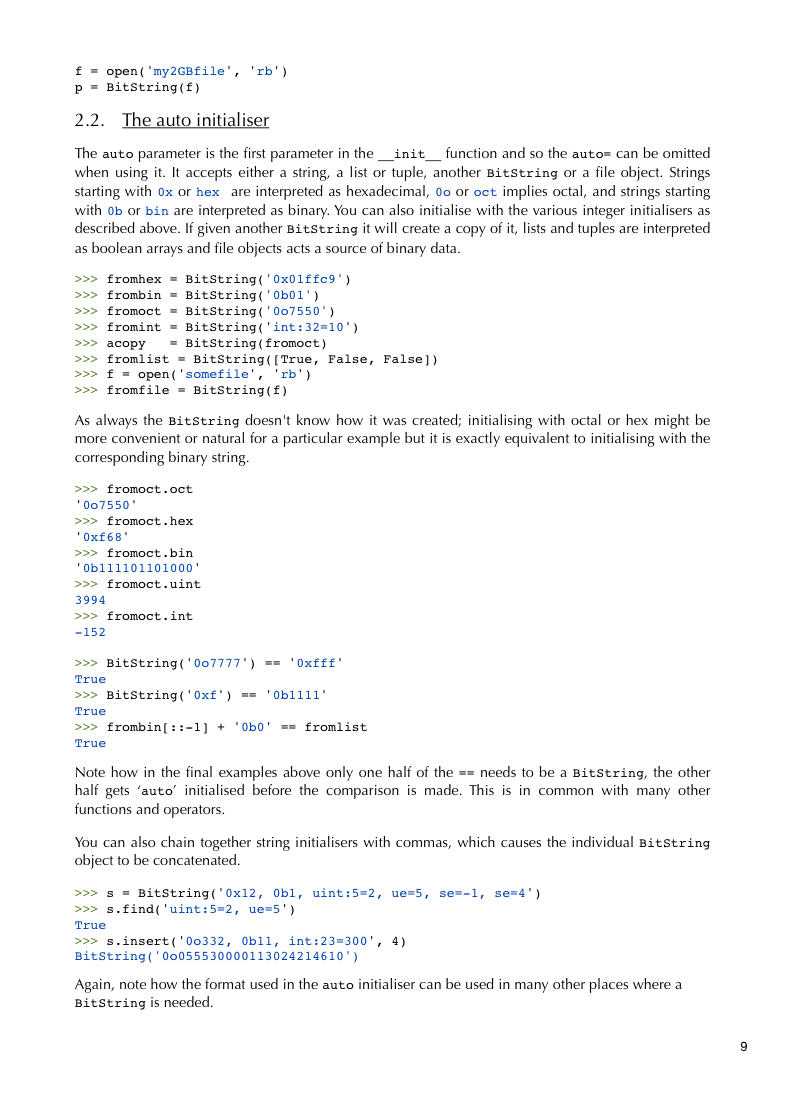 f = open('my2GBfile', 'rb')
p = BitString(f)
2.2. The auto initialiser
The auto parameter is the first parameter in the __init__ function and so the auto= can be omitted
when using it. It accepts either a string, a list or tuple, another BitString or a file object. Strings
starting with 0x or hex are interpreted as hexadecimal, 0o or oct implies octal, and strings starting
with 0b or bin are interpreted as binary. You can also initialise with the various integer initialisers as
described above. If given another BitString it will create a copy of it, lists and tuples are interpreted
as boolean arrays and file objects acts a source of binary data.
>>> fromhex = BitString('0x01ffc9')
>>> frombin = BitString('0b01')
>>> fromoct = BitString('0o7550')
>>> fromint = BitString('int:32=10')
>>> acopy   = BitString(fromoct)
>>> fromlist = BitString([True, False, False])
>>> f = open('somefile', 'rb')
>>> fromfile = BitString(f)
As always the BitString doesn't know how it was created; initialising with octal or hex might be
more convenient or natural for a particular example but it is exactly equivalent to initialising with the
corresponding binary string.
>>> fromoct.oct
'0o7550'
>>> fromoct.hex
'0xf68'
>>> fromoct.bin
'0b111101101000'
>>> fromoct.uint
3994
>>> fromoct.int
-152
>>> BitString('0o7777') == '0xfff'
True
>>> BitString('0xf') == '0b1111'
True
>>> frombin[::-1] + '0b0' == fromlist
True
Note how in the final examples above only one half of the == needs to be a BitString, the other
half gets ‘auto’ initialised before the comparison is made. This is in common with many other
functions and operators.
You can also chain together string initialisers with commas, which causes the individual BitString
object to be concatenated.
>>> s = BitString('0x12, 0b1, uint:5=2, ue=5, se=-1, se=4')
>>> s.find('uint:5=2, ue=5')
True
>>> s.insert('0o332, 0b11, int:23=300', 4)
BitString('0o055530000113024214610')
Again, note how the format used in the auto initialiser can be used in many other places where a
BitString is needed.
9